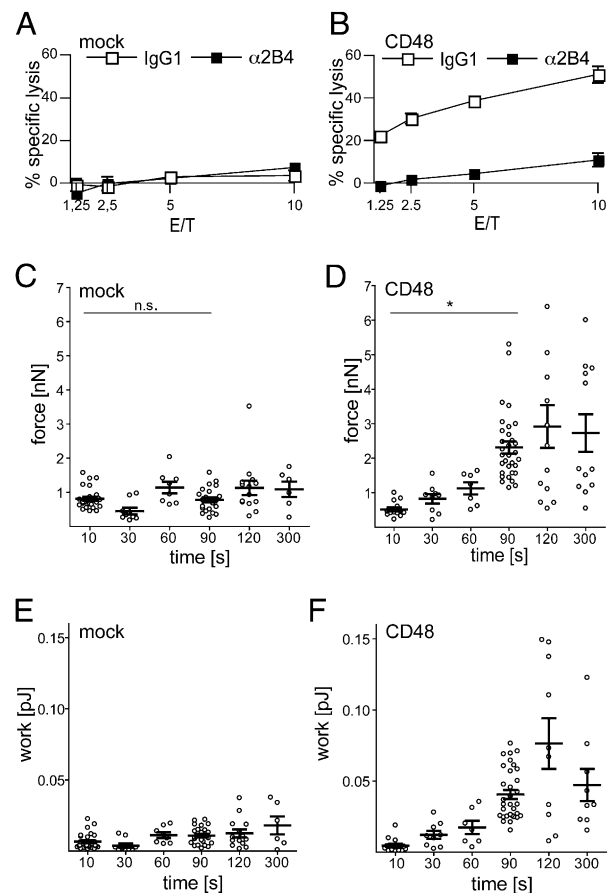 A
mock
IgG1
α2B4
% specific lysis
60
40
20
0
1,25
2,5
5
10
E/T
B
CD48
IgG1
α2B4
% specific lysis
60
40
20
0
1.25
2.5
5
10
E/T
C
mock
n.s.
force [nN]
7
6
5
4
3
2
1
10
30
60
90
120
300
time [s]
D
CD48
*
force [nN]
7
6
5
4
3
2
1
10
30
60
90
120
300
time [s]
E
mock
work [pJ]
0.15
0.10
0.05
10
30
60
90
120
300
time [s]
F
CD48
work [pJ]
0.15
0.10
0.05
10
30
60
90
120
300
time [s]